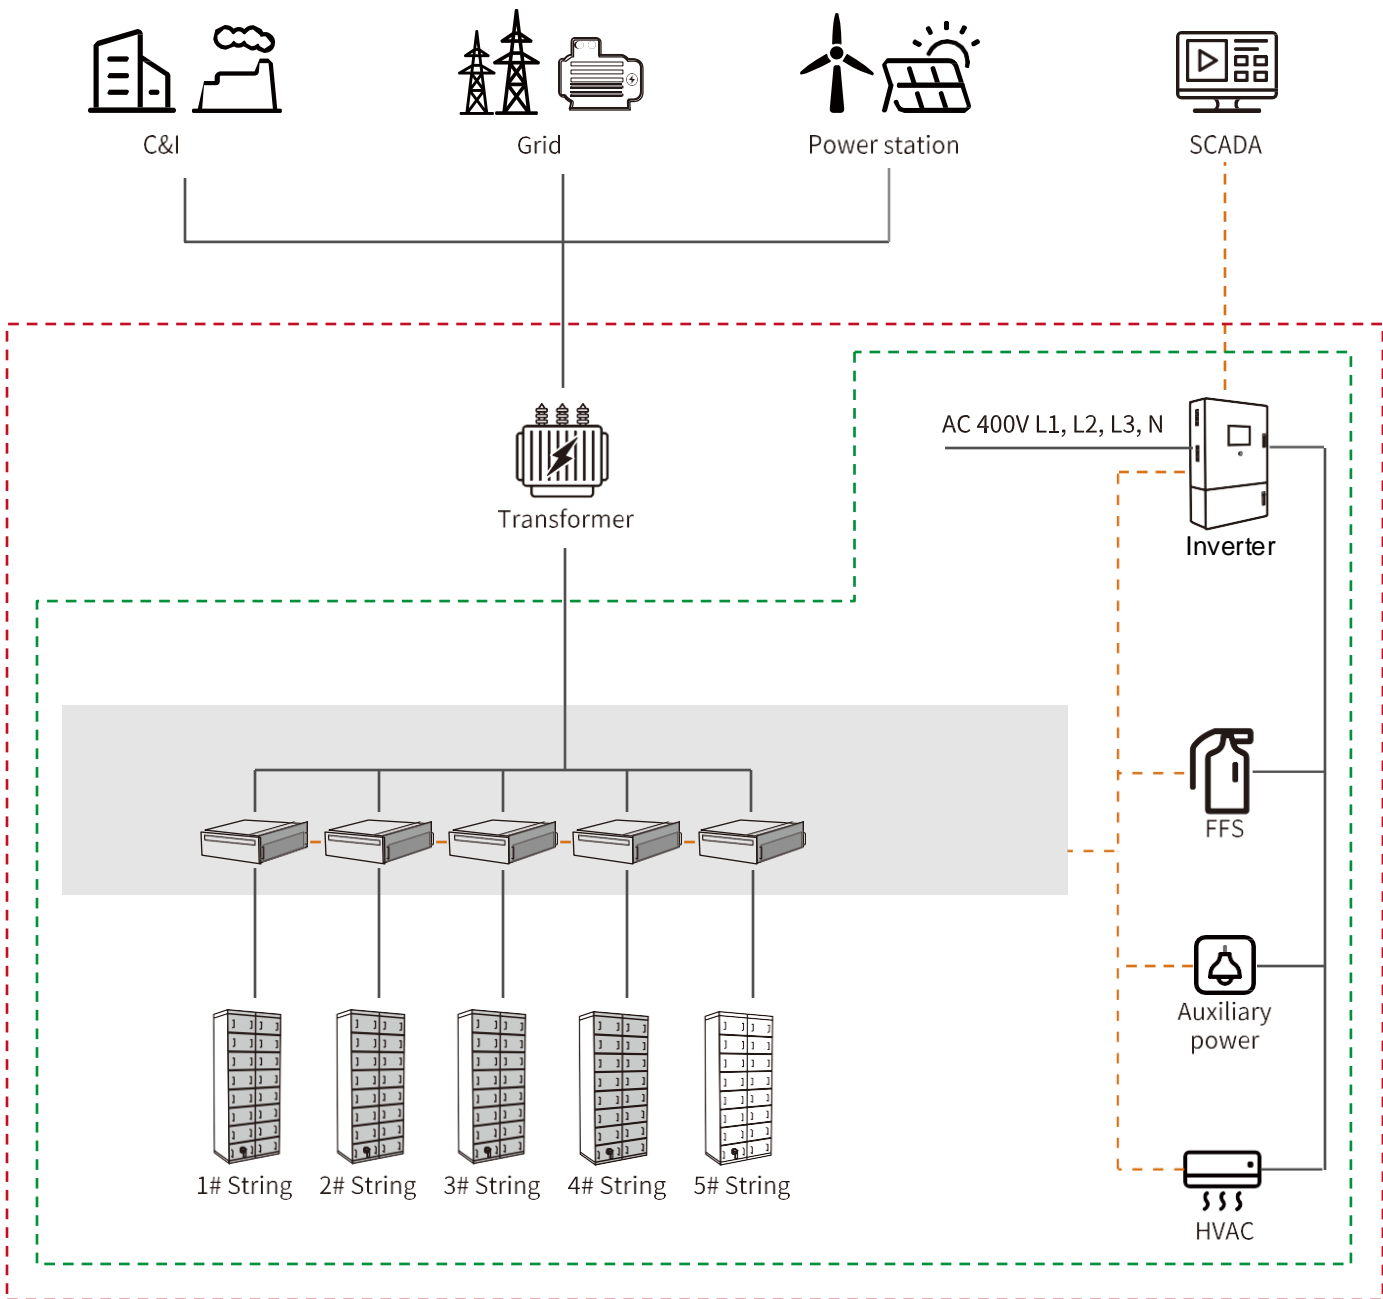 C&I
Grid
Power station
SCADA
AC 400V L1, L2, L3, N
Transformer
Inverter
FFS
Auxiliary
power
1# String
2# String
3# String
4# String
5# String
HVAC